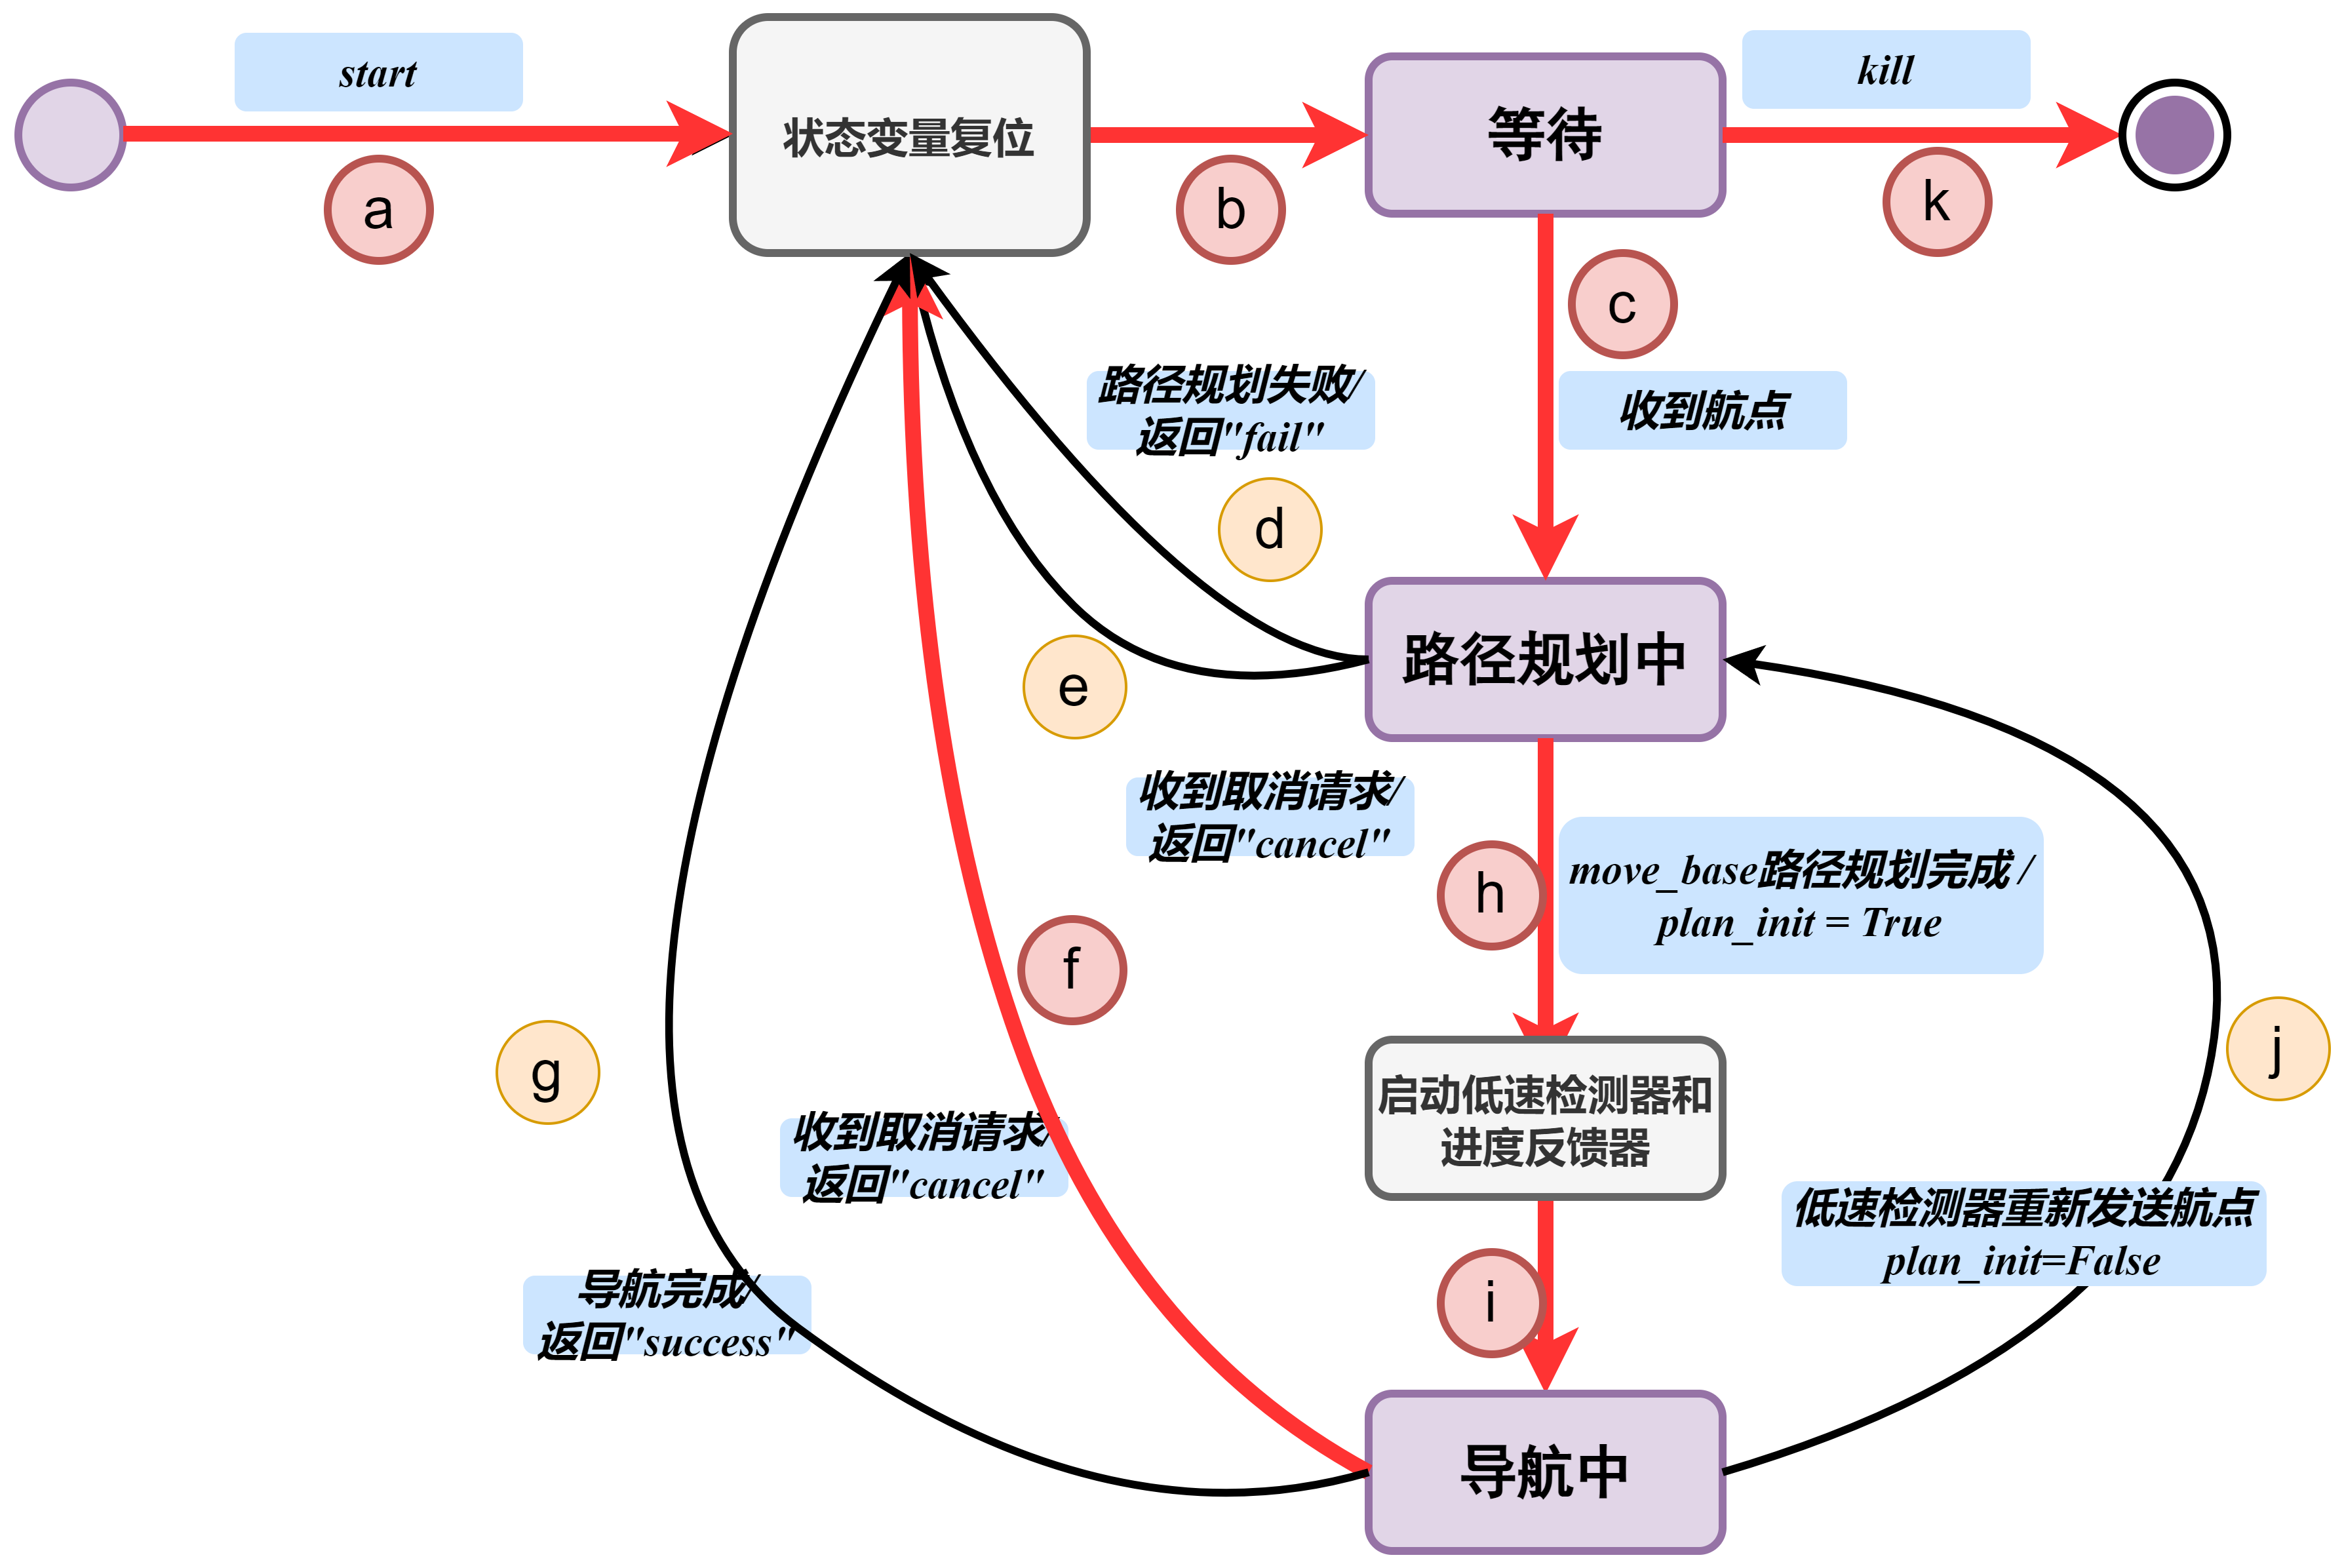 start
a
状态变量复位
b
等待
kill
k
c
收到航点
路径规划失败/
返回"fail"
d
路径规划中
e
收到取消请求/
返回"cancel"
h
move_base路径规划完成 /
plan_init = True
f
j
g
启动低速检测器和
进度反馈器
收到取消请求/
返回"cancel"
低速检测器重新发送航点
plan_init=False
导航完成/
返回"success"
i
导航中